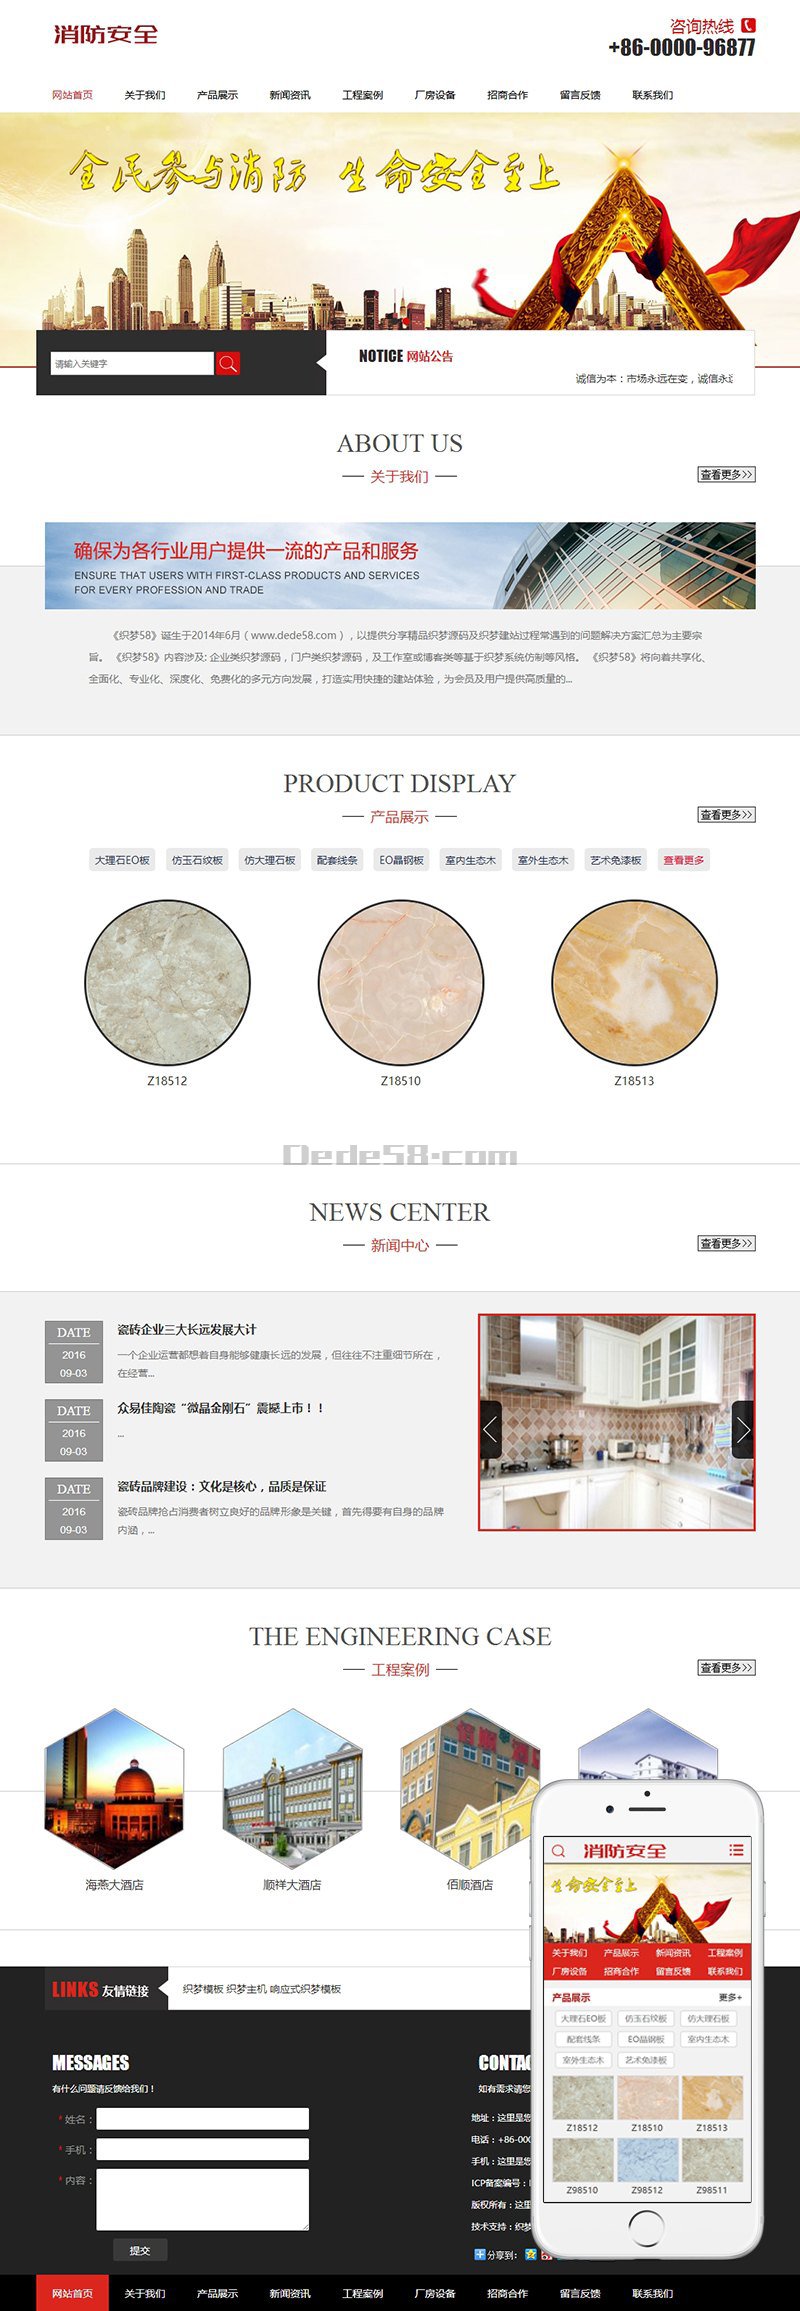 消防安全
咨询热线
+86-0000-96877
网站首页 关于我们 产品展示 新闻资讯 工程案例 厂房设备 招商合作 留言反馈 联系我们
全民参与消防 生命安全至上
请输入关键字
NOTICE 网站公告
诚信为本：市场永远在变，诚信永远
ABOUT US
关于我们
查看更多>>
确保为各行业用户提供一流的产品和服务
ENSURE THAT USERS WITH FIRST-CLASS PRODUCTS AND SERVICES
FOR EVERY PROFESSION AND TRADE
《织梦58》诞生于2014年6月（www.dede58.com），以提供分享精品织梦源码及织梦建站过程常遇到的问题解决方案汇总为主要宗
旨。 《织梦58》内容涉及: 企业类织梦源码，门户类织梦源码，及工作室或博客类等基于织梦系统仿制等风格。 《织梦58》将向着共享化、
全面化、专业化、深度化、免费化的多元方向发展，打造实用快捷的建站体验，为会员及用户提供高质量的...
PRODUCT DISPLAY
产品展示
查看更多>>
大理石EO板 仿玉石纹板 仿大理石板 配套线条 EO晶钢板 室内生态木 室外生态木 艺术免漆板 查看更多
Z18512 Z18510 Z18513
Dede58.com
NEWS CENTER
新闻中心
查看更多>>
DATE
2016
09-03
瓷砖企业三大长远发展大计
一个企业运营都想着自身能够健康长远的发展，但往往不注重细节所在，
在经营...
DATE
2016
09-03
众易佳陶瓷“微晶金刚石”震撼上市！！
...
DATE
2016
09-03
瓷砖品牌建设：文化是核心，品质是保证
瓷砖品牌抢占消费者树立良好的品牌形象是关键，首先得要有自身的品牌
内涵，...
THE ENGINEERING CASE
工程案例
查看更多>>
海燕大酒店 顺祥大酒店 佰顺酒店
LINKS 友情链接
织梦模板 织梦主机 响应式织梦模板
MESSAGES
有什么问题请反馈给我们！
* 姓名：
* 手机：
* 内容：
提交
CONTAC
如有需求请您
地址：这里是您
电话：+86-000
手机：这里是您
ICP备案编号：I
版权所有：这里
技术支持：织梦
分享到：
消防安全
生命安全至上
关于我们 产品展示 新闻资讯 工程案例
厂房设备 招商合作 留言反馈 联系我们
产品展示 更多+
大理石EO板 仿玉石纹板 仿大理石板
配套线条 EO晶钢板 室内生态木
室外生态木 艺术免漆板
Z18512 Z18510 Z18513
Z98510 Z98512 Z98511
网站首页 关于我们 产品展示 新闻资讯 工程案例 厂房设备 招商合作 留言反馈 联系我们